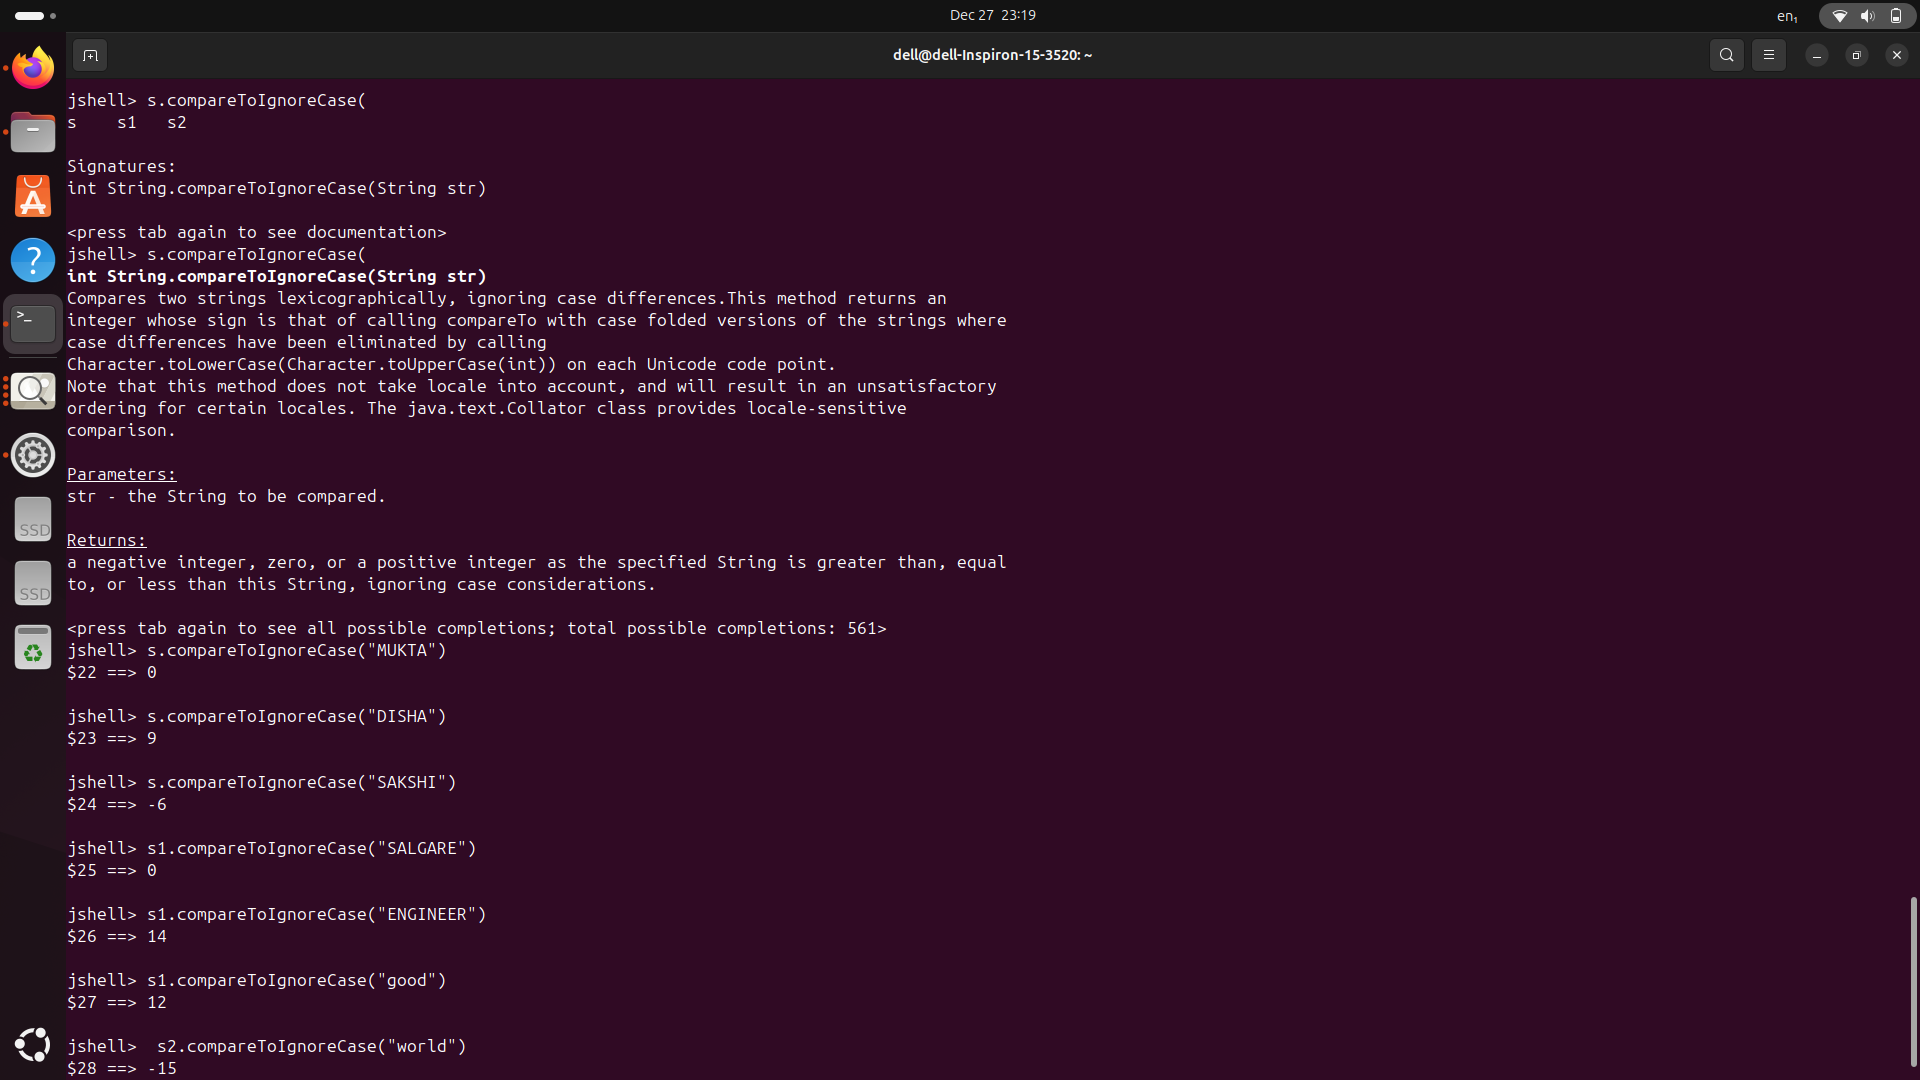 Dec 27 23:19
en₁
dell@dell-Inspiron-15-3520: ~
jshell> s.compareToIgnoreCase(
s    s1   s2
Signatures:
int String.compareToIgnoreCase(String str)
<press tab again to see documentation>
jshell> s.compareToIgnoreCase(
int String.compareToIgnoreCase(String str)
Compares two strings lexicographically, ignoring case differences.This method returns an
integer whose sign is that of calling compareTo with case folded versions of the strings where
case differences have been eliminated by calling
Character.toLowerCase(Character.toUpperCase(int)) on each Unicode code point.
Note that this method does not take locale into account, and will result in an unsatisfactory
ordering for certain locales. The java.text.Collator class provides locale-sensitive
comparison.
Parameters:
str - the String to be compared.
Returns:
a negative integer, zero, or a positive integer as the specified String is greater than, equal
to, or less than this String, ignoring case considerations.
<press tab again to see all possible completions; total possible completions: 561>
jshell> s.compareToIgnoreCase("MUKTA")
$22 ==> 0
jshell> s.compareToIgnoreCase("DISHA")
$23 ==> 9
jshell> s.compareToIgnoreCase("SAKSHI")
$24 ==> -6
jshell> s1.compareToIgnoreCase("SALGARE")
$25 ==> 0
jshell> s1.compareToIgnoreCase("ENGINEER")
$26 ==> 14
jshell> s1.compareToIgnoreCase("good")
$27 ==> 12
jshell>  s2.compareToIgnoreCase("world")
$28 ==> -15
SSD
SSD